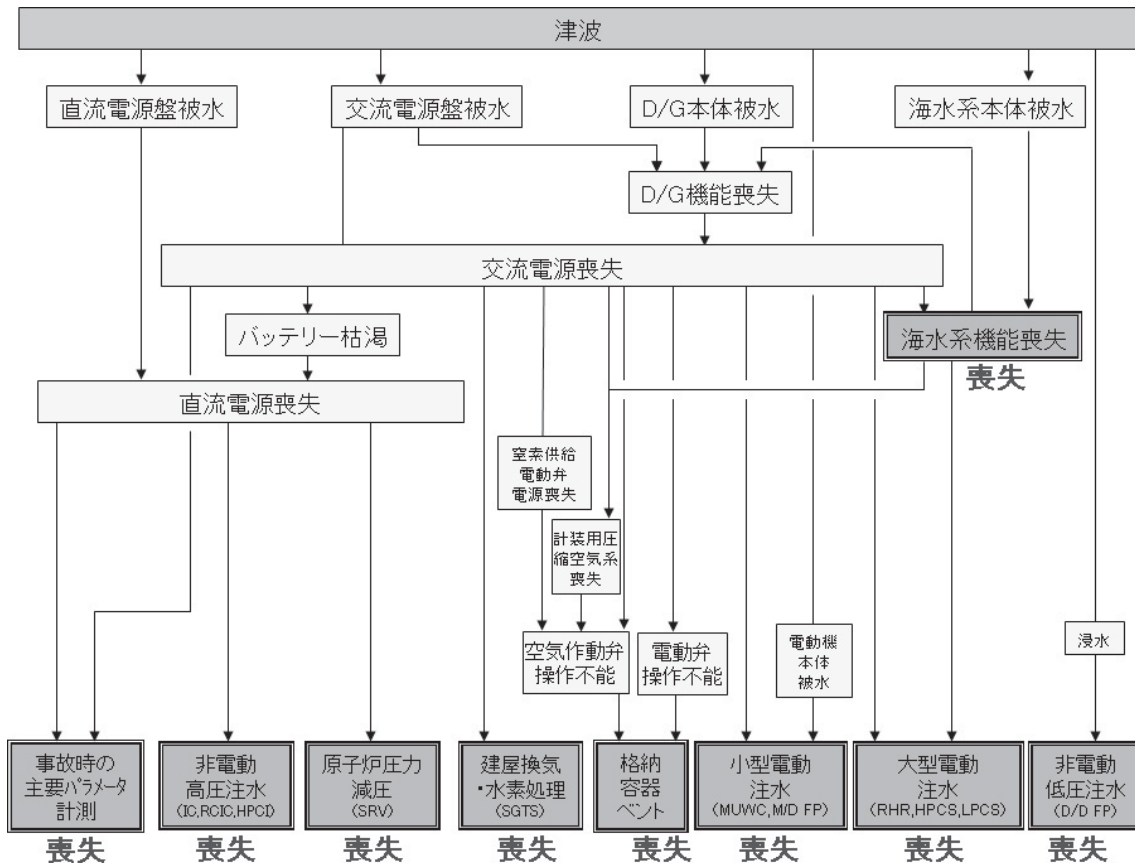 津波
直流電源盤被水
交流電源盤被水
D/G本体被水
海水系本体被水
D/G機能喪失
交流電源喪失
バッテリー枯渇
海水系機能喪失
喪失
直流電源喪失
窒素供給
電動弁
電源喪失
計装用圧
縮空気系
喪失
空気作動弁
操作不能
電動弁
操作不能
電動機
本体
被水
浸水
事故時の
主要パラメータ
計測
喪失
非電動
高圧注水
(IC,RCIC,HPCI)
喪失
原子炉圧力
減圧
(SRV)
喪失
建屋換気
・水素処理
(SGTS)
喪失
格納
容器
ベント
喪失
小型電動
注水
(MUWC,M/D FP)
喪失
大型電動
注水
(RHR,HPCS,LPCS)
喪失
非電動
低圧注水
(D/D FP)
喪失